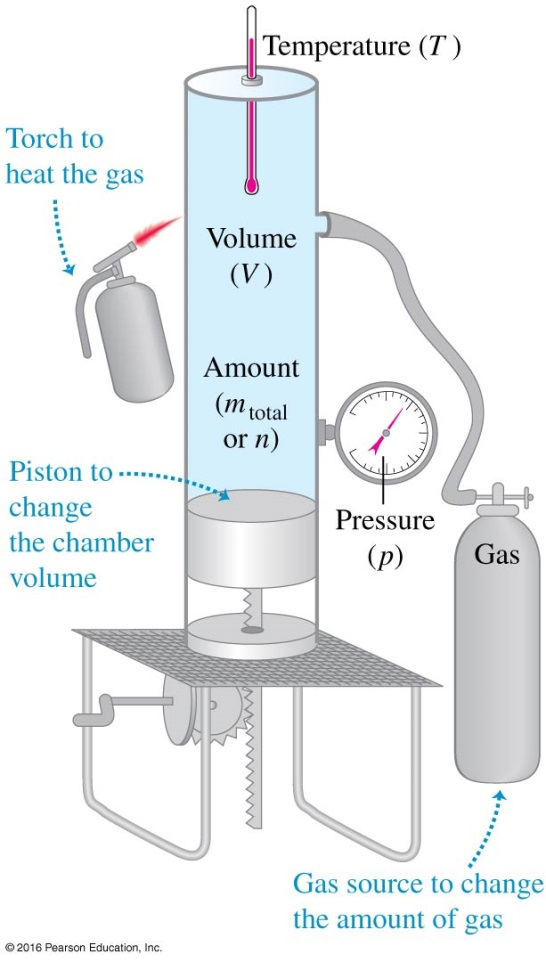 Temperature (T)
Torch to
heat the gas
Volume
(V)
Amount
(m total
or n)
Piston to
change
the chamber
volume
Pressure
(p)
Gas
Gas source to change
the amount of gas
© 2016 Pearson Education, Inc.